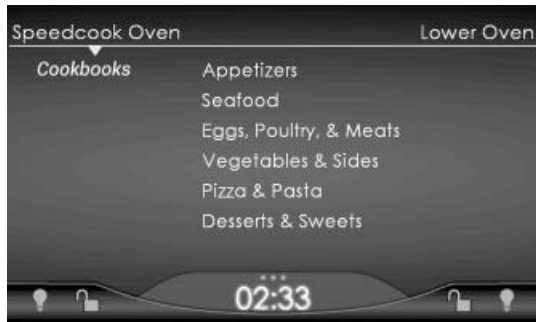 Speedcook Oven Lower Oven
Cookbooks Appetizers
Seafood
Eggs, Poultry, & Meats
Vegetables & Sides
Pizza & Pasta
Desserts & Sweets
02:33